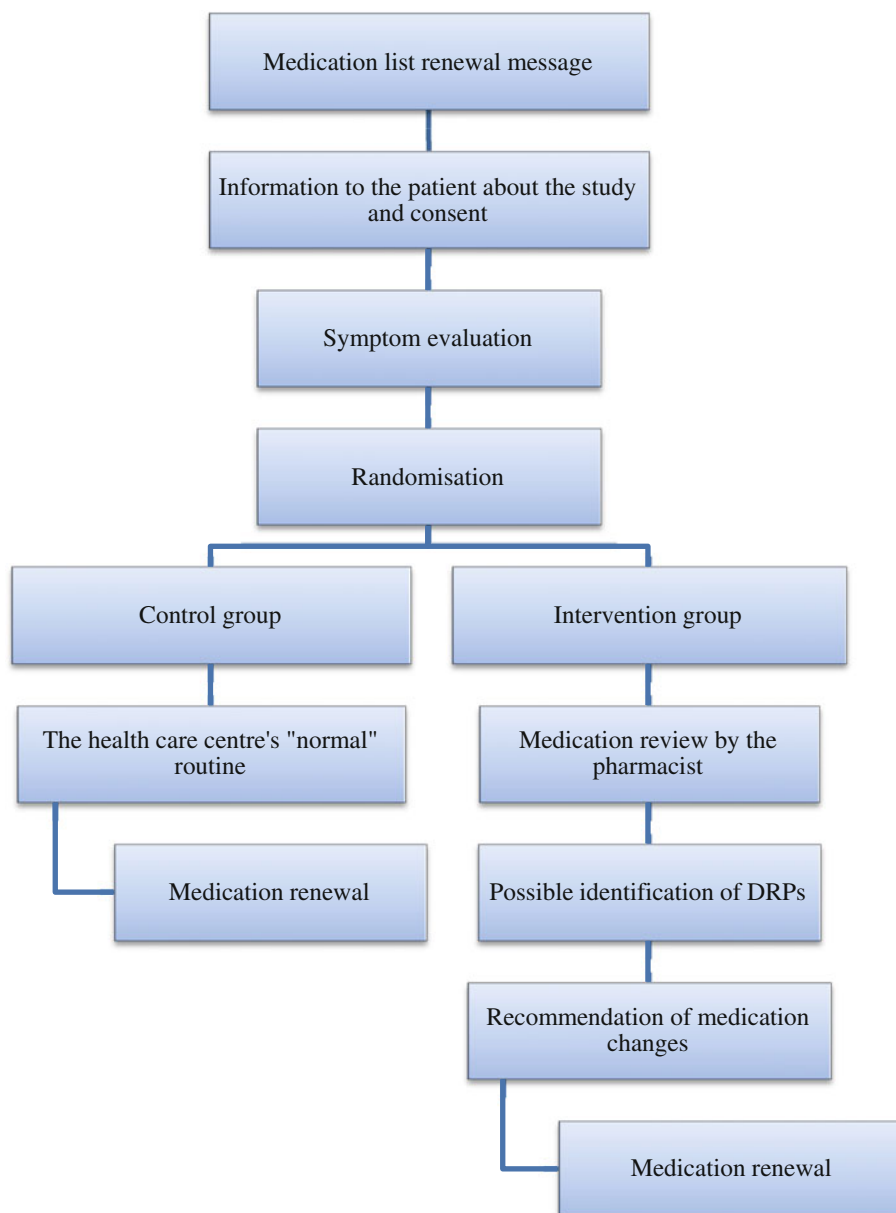 Medication list renewal message
Information to the patient about the study
and consent
Symptom evaluation
Randomisation
Control group
Intervention group
The health care centre's "normal"
routine
Medication review by the
pharmacist
Medication renewal
Possible identification of DRPs
Recommendation of medication
changes
Medication renewal